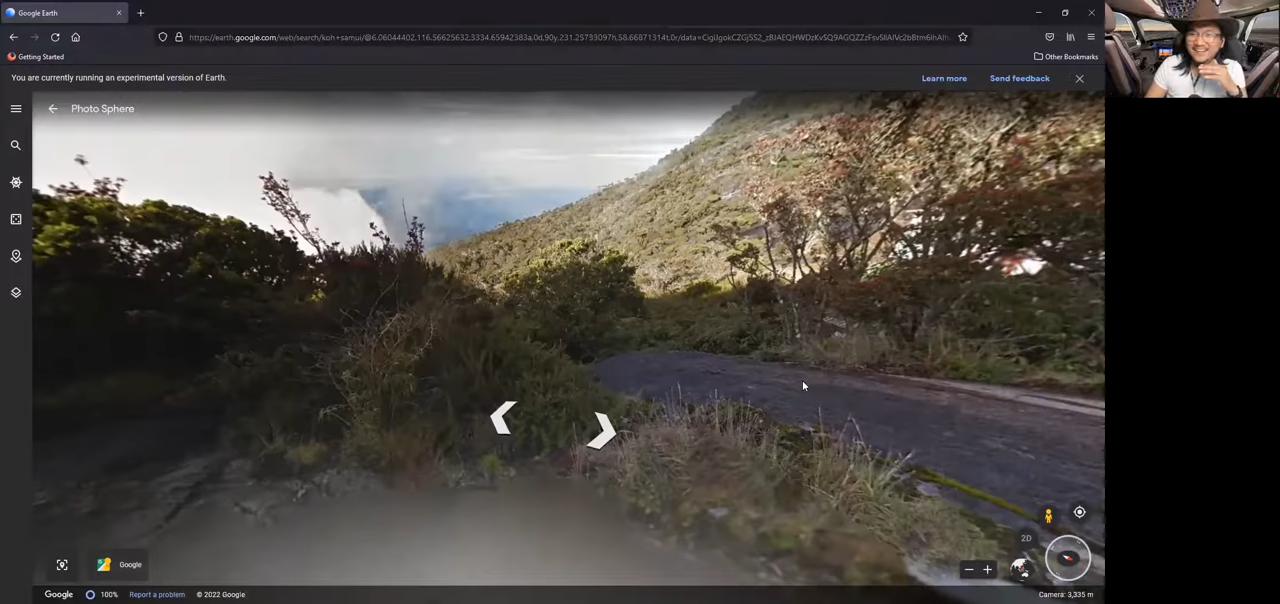 Google Earth
Getting Started
Other Bookmarks
You are currently running an experimental version of Earth.
Learn more
Send feedback
Photo Sphere
2D
Google
Google
100%
Report a problem
© 2022 Google
Camera: 3,335 m